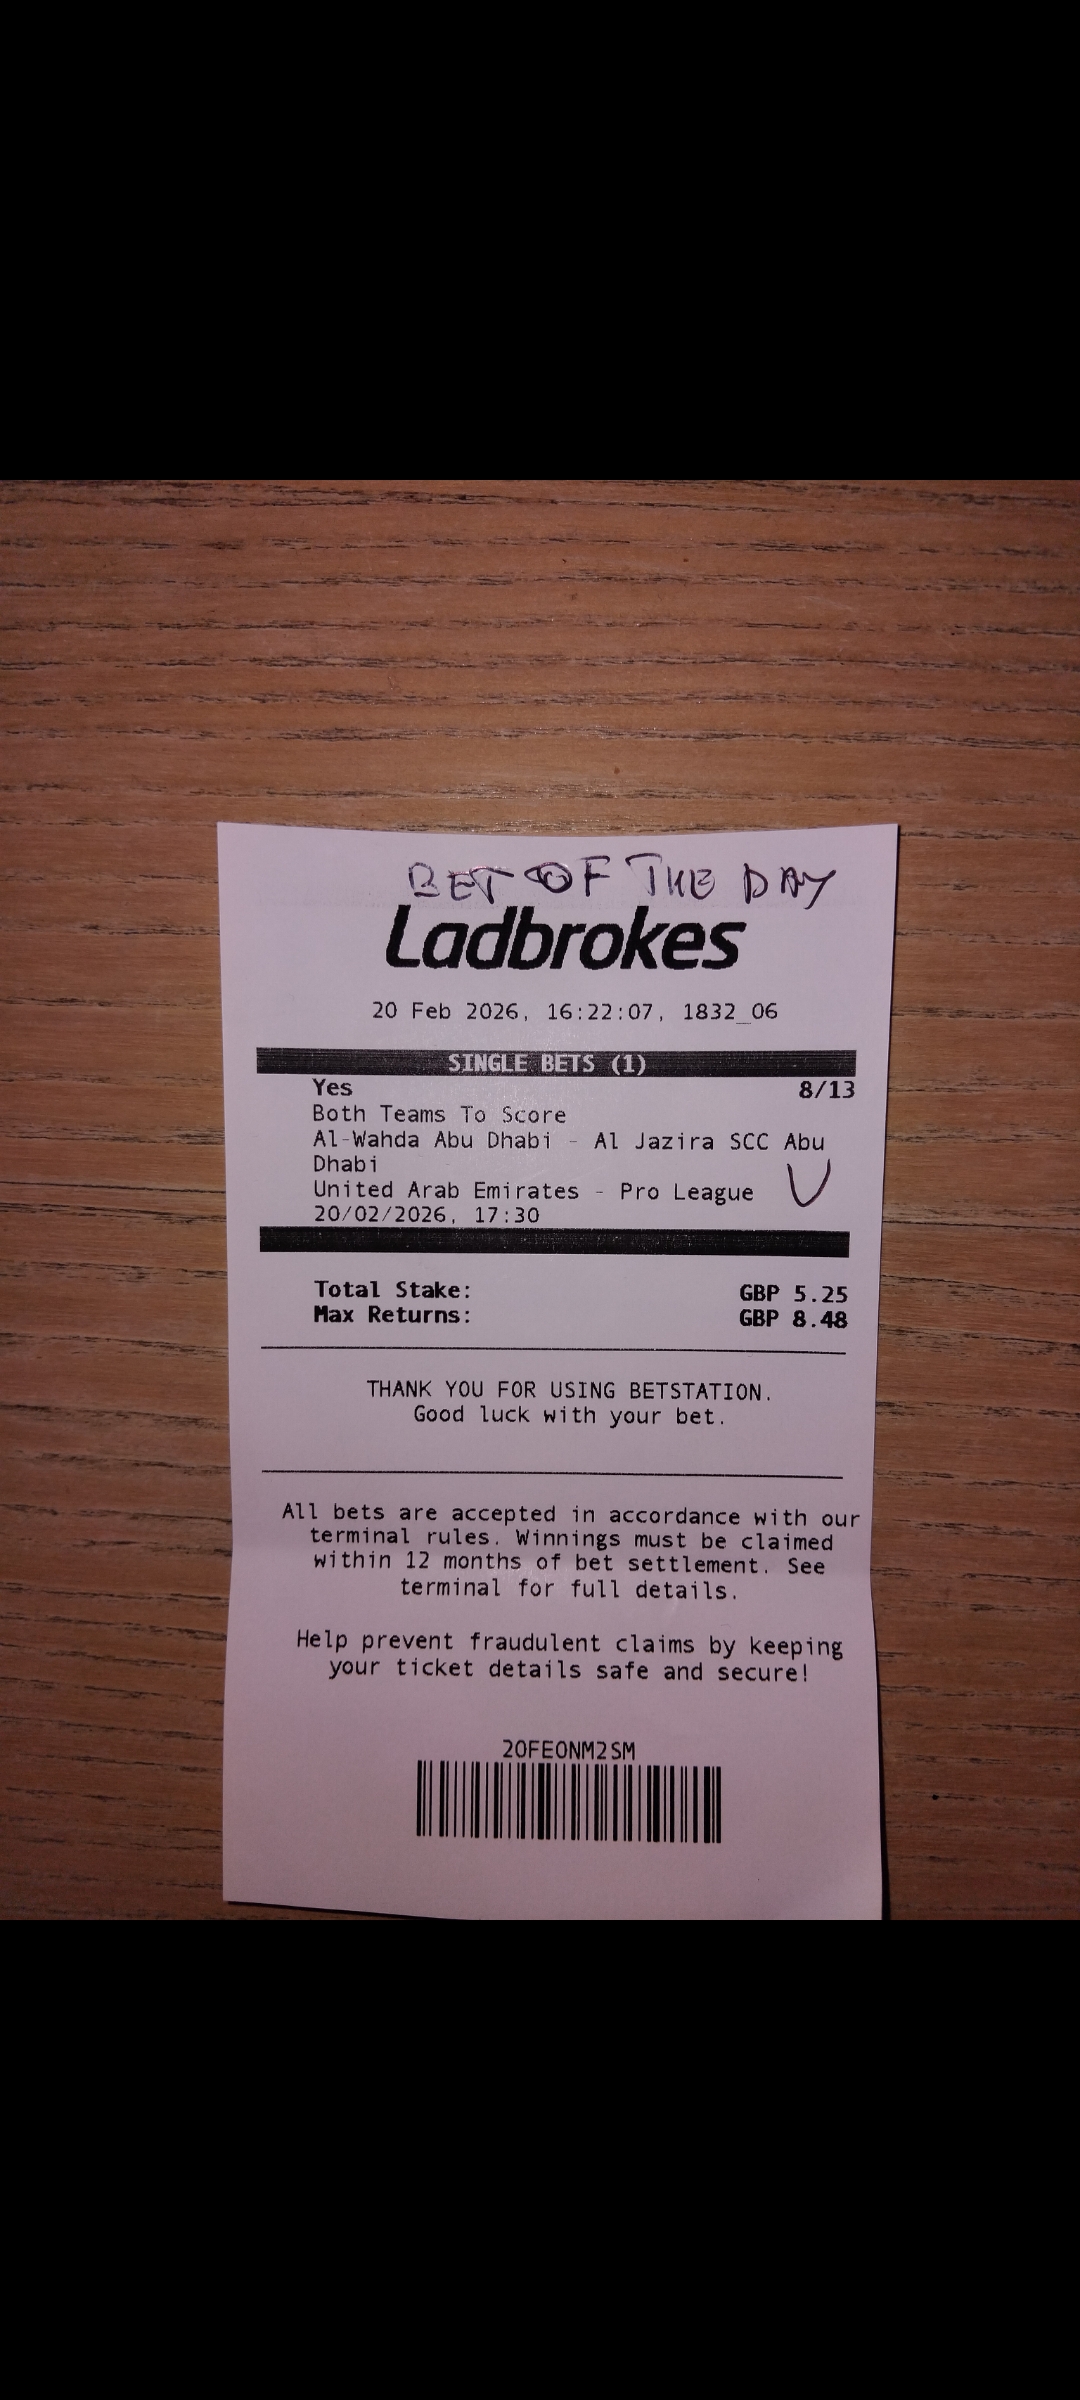 BET OF THE DAY
Ladbrokes
20 Feb 2026, 16:22:07, 1832_06
SINGLE BETS (1)
Yes 8/13
Both Teams To Score
Al-Wahda Abu Dhabi - Al Jazira SCC Abu
Dhabi
United Arab Emirates - Pro League
20/02/2026, 17:30
Total Stake: GBP 5.25
Max Returns: GBP 8.48
THANK YOU FOR USING BETSTATION.
Good luck with your bet.
All bets are accepted in accordance with our
terminal rules. Winnings must be claimed
within 12 months of bet settlement. See
terminal for full details.
Help prevent fraudulent claims by keeping
your ticket details safe and secure!
20FEONM2SM